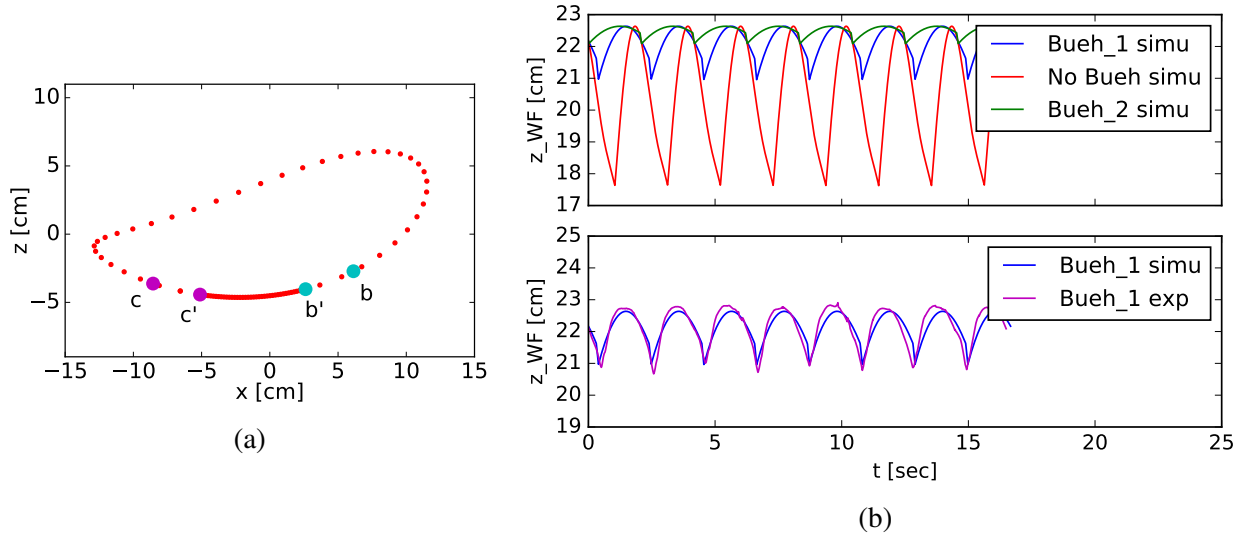 10
5
0
−5
z [cm]
c
c'
b'
b
−15 −10 −5 0 5 10 15
x [cm]
(a)
23
22
21
20
19
18
17
z_WF [cm]
Bueh_1 simu
No Bueh simu
Bueh_2 simu
25
24
23
22
21
20
19
z_WF [cm]
Bueh_1 simu
Bueh_1 exp
0 5 10 15 20 25
t [sec]
(b)